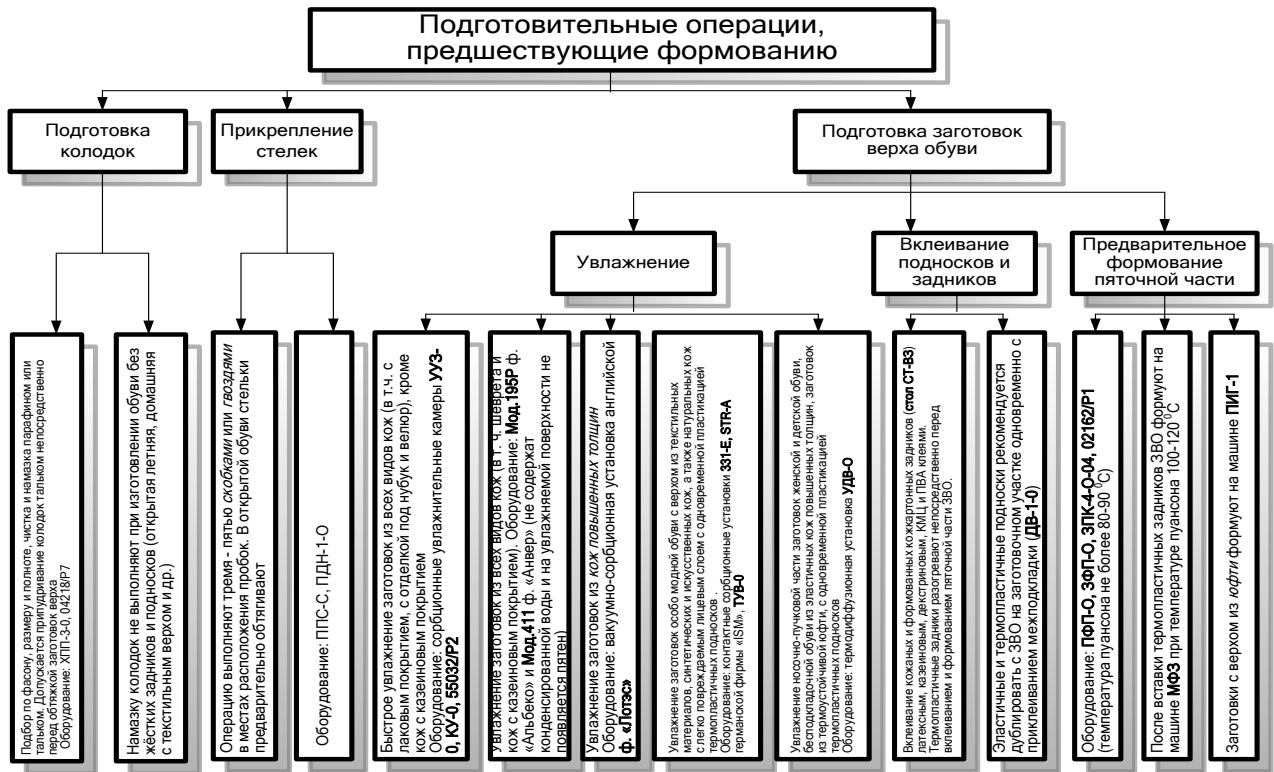 Подготовительные операции,
предшествующие формованию
Подготовка
колодок
Прикрепление
стелек
Подготовка заготовок
верха обуви
Увлажнение
Вклеивание
подносков и
задников
Предварительное
формование
пяточной части
Подбор по фасону, размеру и полноте, чистка и намазка парафином или
тальком. Допускается припудривание колодок тальком непосредственно
перед обтяжкой заготовок верха
Оборудование: ХПП-3-0, 04218/Р7
Намазку колодок не выполняют при изготовлении обуви без
жёстких задников и подносков (открытая летняя, домашняя
с текстильным верхом и др.)
Операцию выполняют тремя - пятью скобками или гвоздями
в местах расположения пробок. В открытой обуви стельки
предварительно обтягивают
Оборудование: ППС-С, ПДН-1-О
Быстрое увлажнение заготовок из всех видов кож (в т.ч. с
лаковым покрытием, с отделкой под нубук и велюр), кроме
кож с казеиновым покрытием
Оборудование: сорбционные увлажнительные камеры УУЗ-
0, КУ-0, 55032/Р2
Увлажнение заготовок из всех видов кож (в т. ч. шеврета и
кож с казеиновым покрытием). Оборудование: Мод.195Р ф.
«Альбеко» и Мод.411 ф. «Анвер» (не содержат
конденсированной воды и на увлажняемой поверхности не
появляется пятен)
Увлажнение заготовок из кож повышенных толщин
Оборудование: вакуумно-сорбционная установка английской
ф. «Лотэс»
Увлажнение заготовок особо модной обуви с верхом из текстильных
материалов, синтетических и искусственных кож, а также натуральных кож
с легко повреждаемым лицевым слоем с одновременной пластикацией
термопластичных подносков .
Оборудование: контактные сорбционные установки 331-Е, STR-A
германской фирмы «ISM», ТУВ-0
Увлажнение носочно-пучковой части заготовок женской и детской обуви,
бесподкладочной обуви из эластичных кож повышенных толщин, заготовок
из термоустойчивой юфти, с одновременной пластикацией
термопластичных подносков
Оборудование: термодиффузионная установка УДВ-О
Вклеивание кожаных и формованных кожкартонных задников (стол СТ-ВЗ)
латексным, казеиновым, декстриновым, КМЦ и ПВА клеями.
Термопластичные задники разогревают непосредственно перед
вклеиванием и формованием пяточной части ЗВО.
Эластичные и термопластичные подноски рекомендуется
дублировать с ЗВО на заготовочном участке одновременно с
приклеиванием межподкладки (ДВ-1-0)
Оборудование: ПФП-О, ЗФП-О, ЗПК-4-О-04, 02162/Р1
(температура пуансона не более 80-90 ⁰С)
После вставки термопластичных задников ЗВО формуют на
машине МФЗ при температуре пуансона 100-120 ⁰С
Заготовки с верхом из юфти формуют на машине ПИГ-1